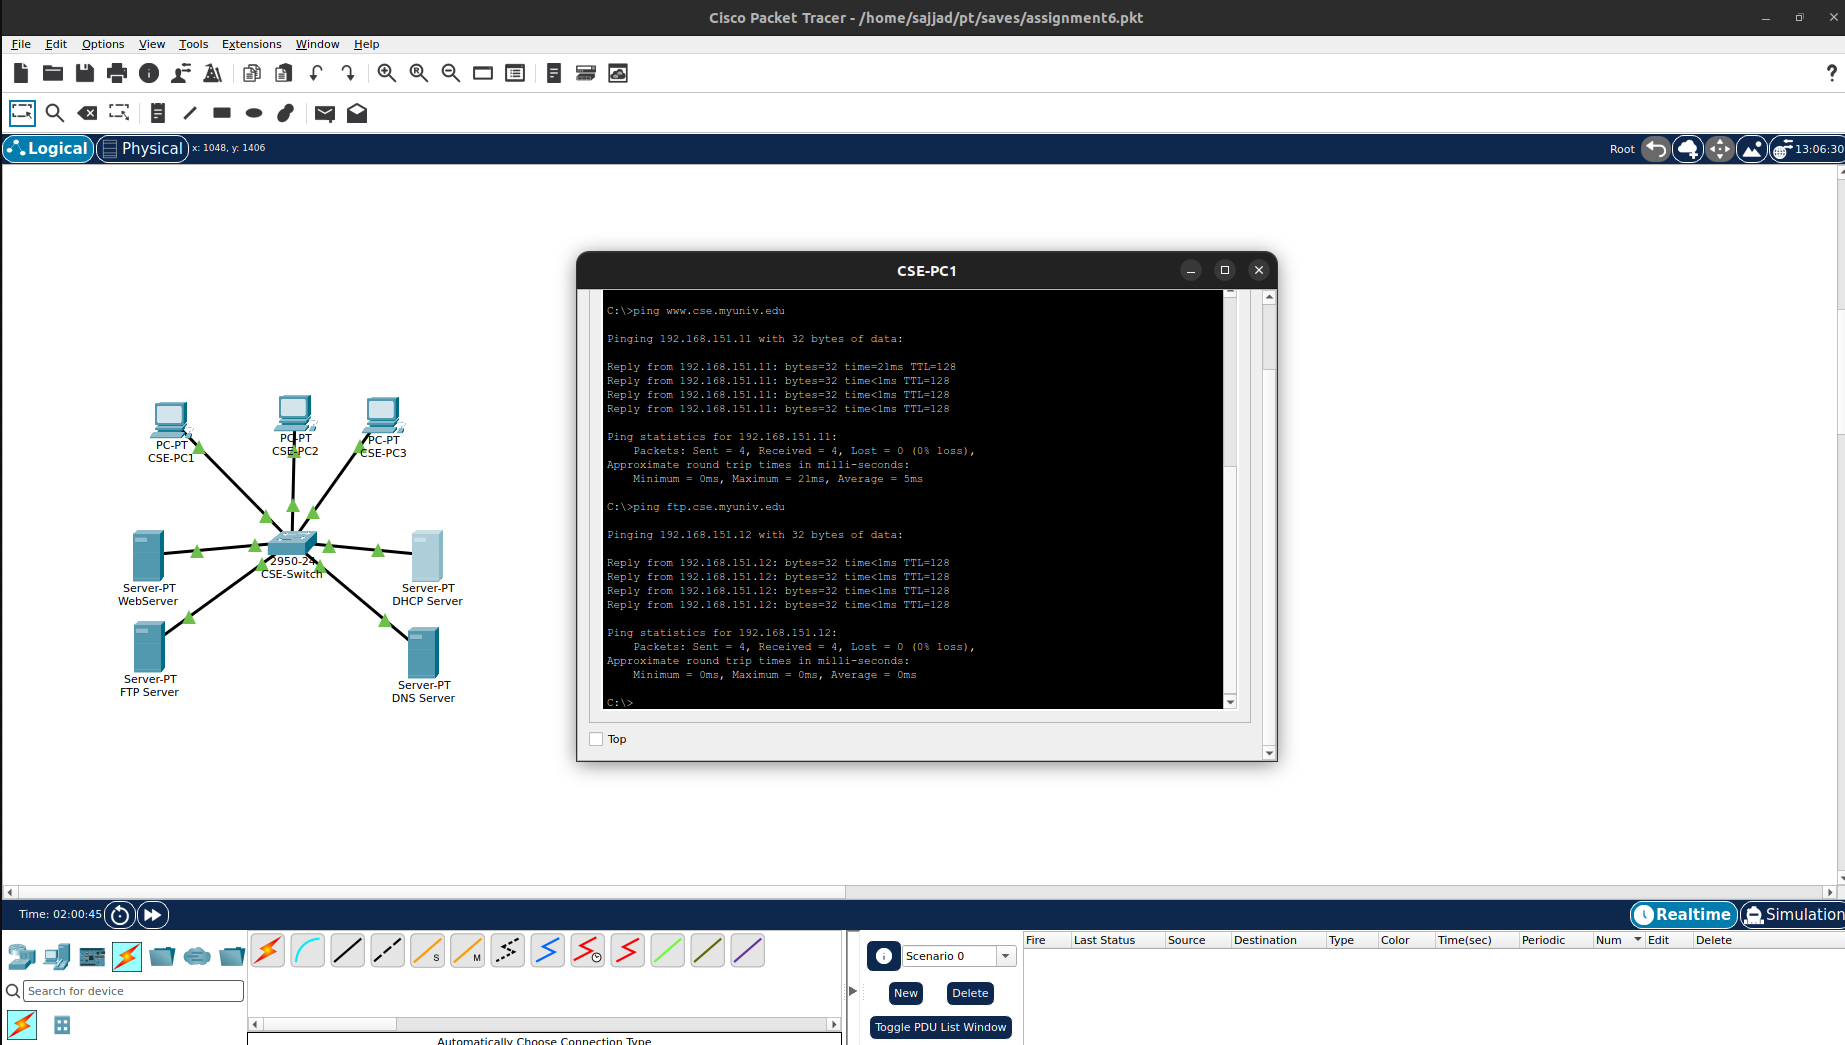 Cisco Packet Tracer - /home/sajjad/pt/saves/assignment6.pkt
File Edit Options View Tools Extensions Window Help
?
Logical Physical x: 1048, y: 1406 Root 13:06:30
CSE-PC1
C:\>ping www.cse.myuniv.edu
Pinging 192.168.151.11 with 32 bytes of data:
Reply from 192.168.151.11: bytes=32 time=21ms TTL=128
Reply from 192.168.151.11: bytes=32 time<1ms TTL=128
Reply from 192.168.151.11: bytes=32 time<1ms TTL=128
Reply from 192.168.151.11: bytes=32 time<1ms TTL=128
Ping statistics for 192.168.151.11:
Packets: Sent = 4, Received = 4, Lost = 0 (0% loss),
Approximate round trip times in milli-seconds:
Minimum = 0ms, Maximum = 21ms, Average = 5ms
C:\>ping ftp.cse.myuniv.edu
Pinging 192.168.151.12 with 32 bytes of data:
Reply from 192.168.151.12: bytes=32 time<1ms TTL=128
Reply from 192.168.151.12: bytes=32 time<1ms TTL=128
Reply from 192.168.151.12: bytes=32 time<1ms TTL=128
Reply from 192.168.151.12: bytes=32 time<1ms TTL=128
Ping statistics for 192.168.151.12:
Packets: Sent = 4, Received = 4, Lost = 0 (0% loss),
Approximate round trip times in milli-seconds:
Minimum = 0ms, Maximum = 0ms, Average = 0ms
C:\>
Top
PC-PT
CSE-PC1
PC-PT
CSE-PC2
PC-PT
CSE-PC3
2950-24
CSE-Switch
Server-PT
WebServer
Server-PT
DHCP Server
Server-PT
FTP Server
Server-PT
DNS Server
Time: 02:00:45 Realtime Simulation
Search for device
S
M
Automatically Choose Connection Type
Scenario 0
New Delete
Toggle PDU List Window
Fire Last Status Source Destination Type Color Time(sec) Periodic Num Edit Delete